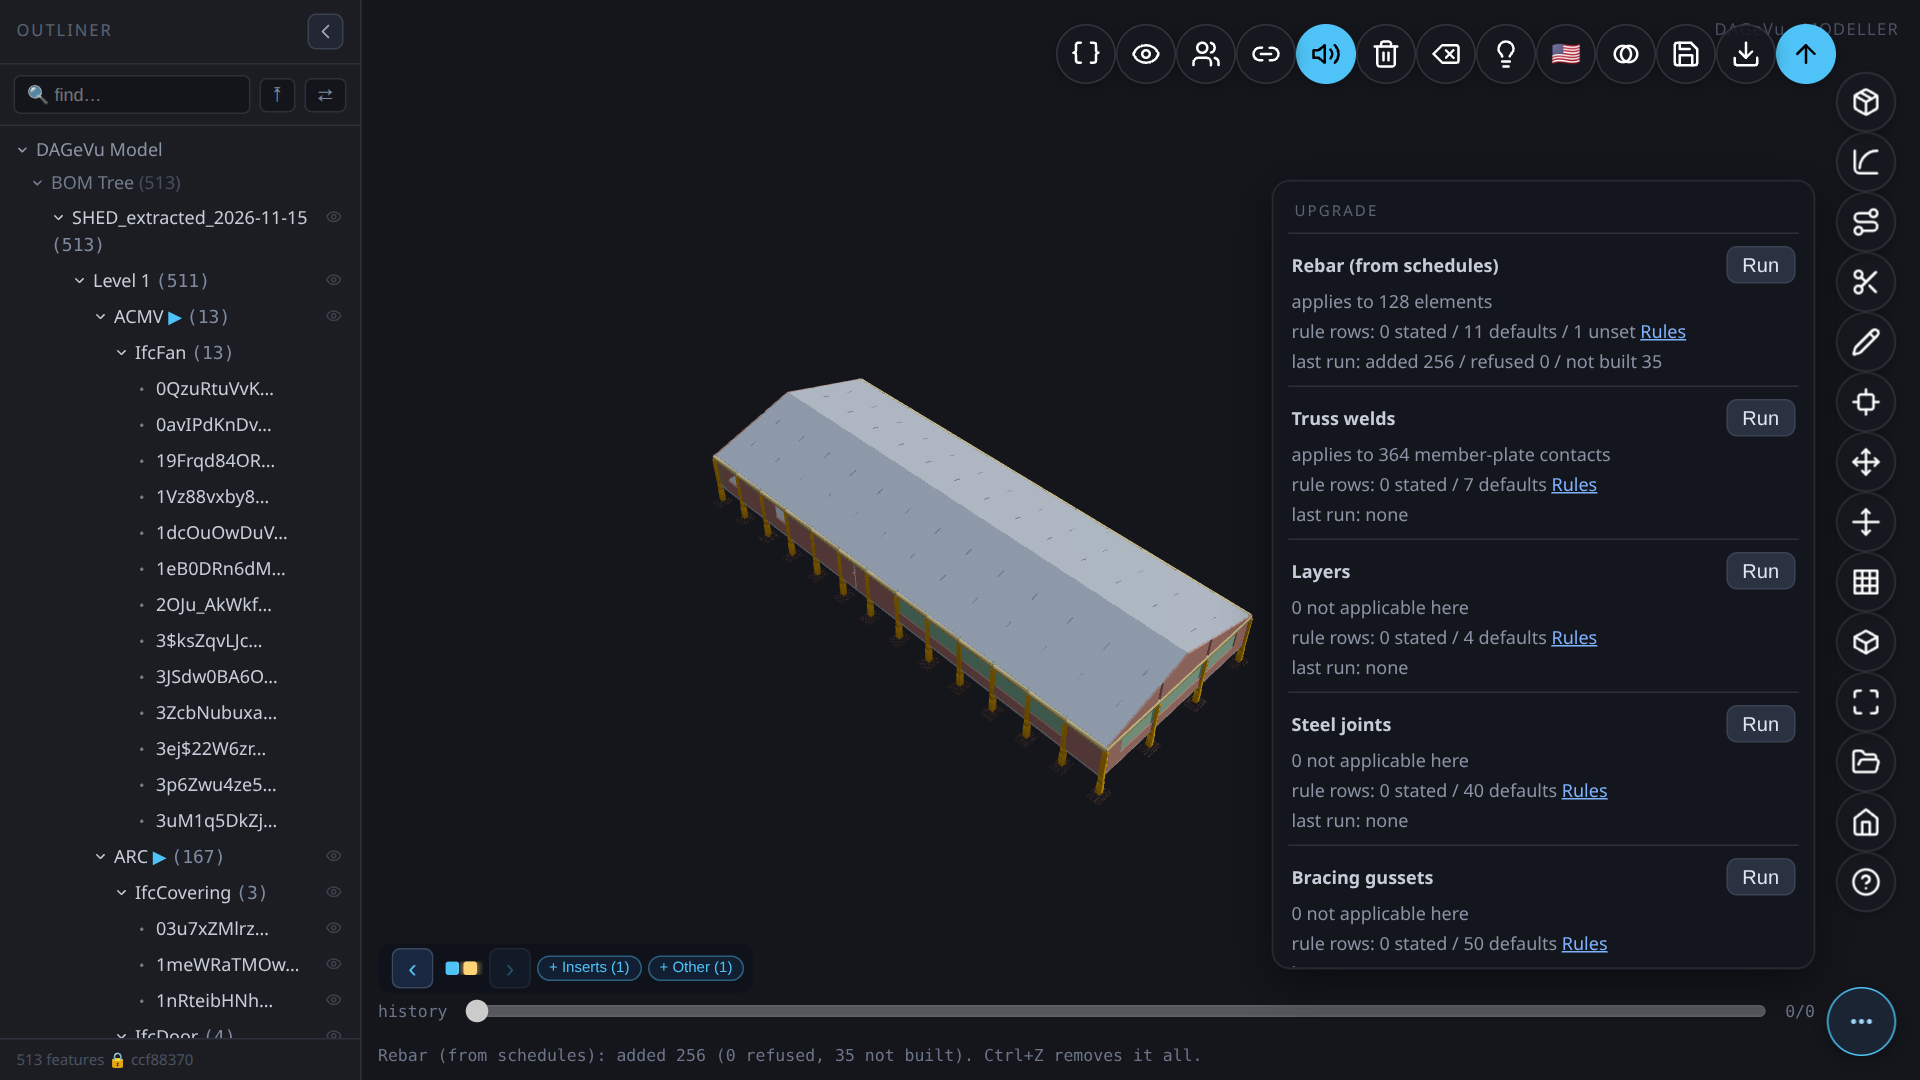 OUTLINER
find...
DAGeVu Model
BOM Tree (513)
SHED_extracted_2026-11-15
(513)
Level 1 (511)
ACMV ▶ (13)
IfcFan (13)
0QzuRtuVvK...
0avIPdKnDv...
19Frqd84OR...
1Vz88vxby8...
1dcOuOwDuV...
1eB0DRn6dM...
2OJu_AkWkf...
3$ksZqvLJc...
3JSdw0BA6O...
3ZcbNubuxa...
3ej$22W6zr...
3p6Zwu4ze5...
3uM1q5DkZj...
ARC ▶ (167)
IfcCovering (3)
03u7xZMlrz...
1meWRaTMOw...
1nRteibHNh...
IfcDoor (4)
513 features 🔒 ccf88370
UPGRADE
Rebar (from schedules) Run
applies to 128 elements
rule rows: 0 stated / 11 defaults / 1 unset Rules
last run: added 256 / refused 0 / not built 35
Truss welds Run
applies to 364 member-plate contacts
rule rows: 0 stated / 7 defaults Rules
last run: none
Layers Run
0 not applicable here
rule rows: 0 stated / 4 defaults Rules
last run: none
Steel joints Run
0 not applicable here
rule rows: 0 stated / 40 defaults Rules
last run: none
Bracing gussets Run
0 not applicable here
rule rows: 0 stated / 50 defaults Rules
+ Inserts (1) + Other (1)
history 0/0
Rebar (from schedules): added 256 (0 refused, 35 not built). Ctrl+Z removes it all.